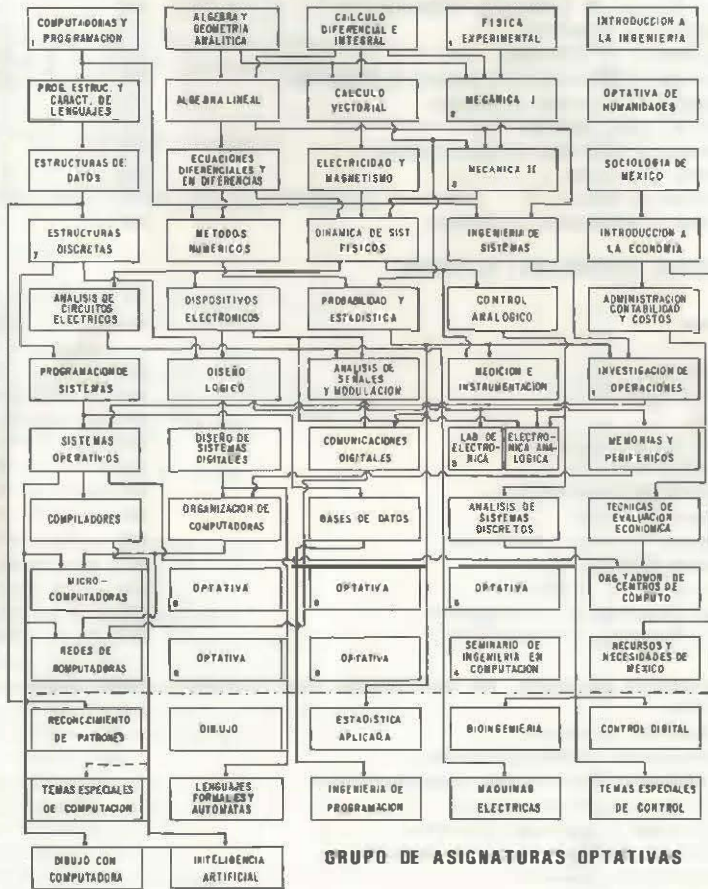 COMPUTADORAS Y
PROGRAMACION
1
ALGEBRA Y
GEOMETRIA
ANALITICA
CALCULO
DIFERENCIAL E
INTEGRAL
FISICA
EXPERIMENTAL
INTRODUCCION A
LA INGENIERIA
PROG. ESTRUC. Y
CARACT. DE
LENGUAJES
ALGEBRA LINEAL
CALCULO
VECTORIAL
MECANICA I
2
OPTATIVA DE
HUMANIDADES
ESTRUCTURAS DE
DATOS
ECUACIONES
DIFERENCIALES Y
EN DIFERENCIAS
ELECTRICIDAD Y
MAGNETISMO
MECANICA II
SOCIOLOGIA DE
MEXICO
ESTRUCTURAS
DISCRETAS
7
METODOS
NUMERICOS
DINAMICA DE SIST
FISICOS
INGENIERIA DE
SISTEMAS
INTRODUCCION A
LA ECONOMIA
ANALISIS DE
CIRCUITOS
ELECTRICOS
DISPOSITIVOS
ELECTRONICOS
PROBABILIDAD Y
ESTADISTICA
CONTROL
ANALOGICO
ADMINISTRACION
CONTABILIDAD
Y COSTOS
PROGRAMACION DE
SISTEMAS
DISEÑO
LOGICO
ANALISIS DE
SEÑALES
Y MODULACION
MEDICION E
INSTRUMENTACION
INVESTIGACION DE
OPERACIONES
SISTEMAS
OPERATIVOS
DISEÑO DE
SISTEMAS
DIGITALES
COMUNICACIONES
DIGITALES
LAB DE
ELECTRO-
NICA
3
ELECTRO-
NICA ANA-
LOGICA
MEMORIAS Y
PERIFERICOS
COMPILADORES
ORGANIZACION DE
COMPUTADORAS
BASES DE DATOS
ANALISIS DE
SISTEMAS
DISCRETOS
TECNICAS DE
EVALUACION
ECONOMICA
MICRO-
COMPUTADORAS
OPTATIVA
OPTATIVA
OPTATIVA
ORG Y ADMON. DE
CENTROS DE
COMPUTO
REDES DE
KOMPUTADORAS
OPTATIVA
OPTATIVA
SEMINARIO DE
INGENIERIA EN
COMPUTACION
4
RECURSOS Y
NECESIDADES DE
MEXICO
RECONOCIMIENTO
DE PATRONES
DIBUJO
ESTADISTICA
APLICADA
BIOINGENIERIA
CONTROL DIGITAL
TEMAS ESPECIALES
DE COMPUTACION
LENGUAJES
FORMALES Y
AUTOMATAS
INGENIERIA DE
PROGRAMACION
MAQUINAS
ELECTRICAS
TEMAS ESPECIALES
DE CONTROL
DIBUJO CON
COMPUTADORA
INTELIGENCIA
ARTIFICIAL
GRUPO DE ASIGNATURAS OPTATIVAS